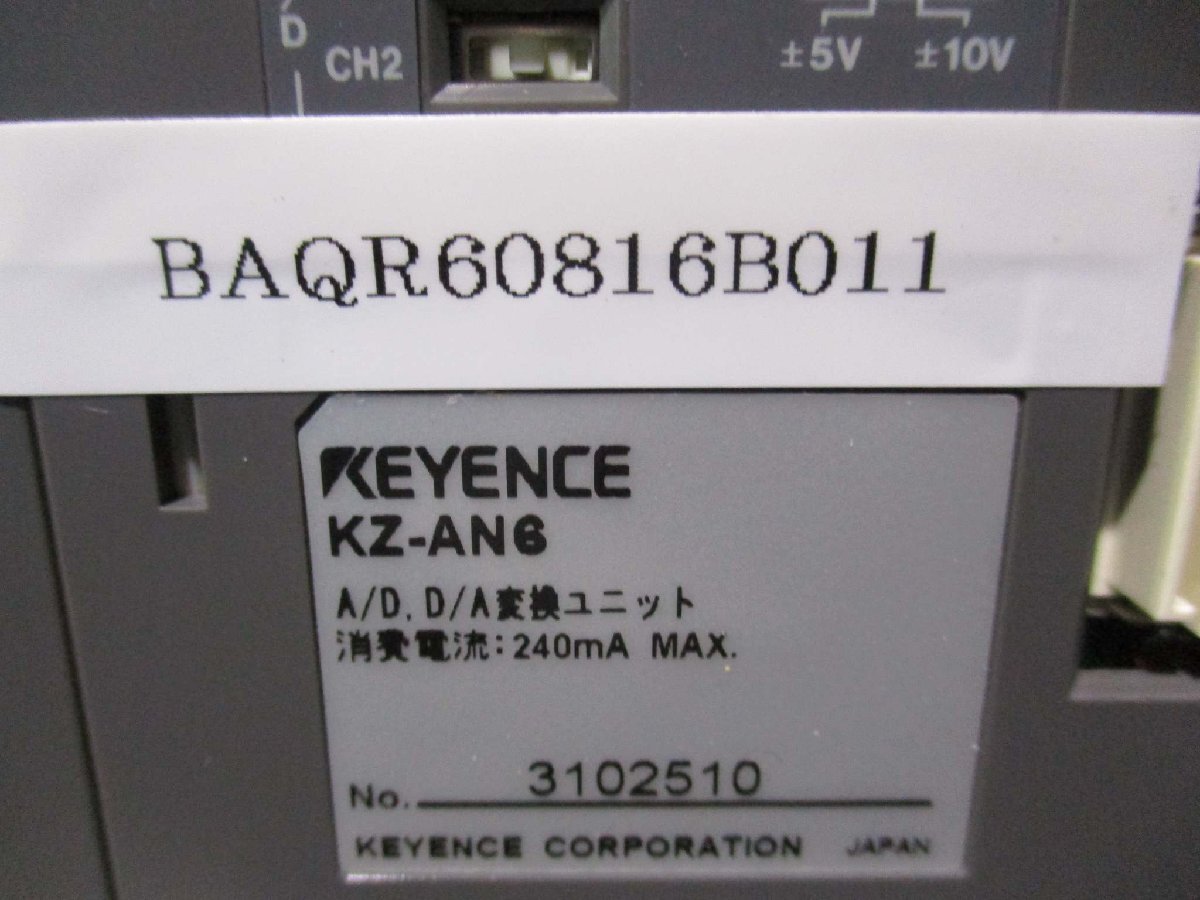 D
CH2
±5V ±10V
BAQR60816B011
KEYENCE
KZ-AN6
A/D, D/A変換ユニット
消費電流: 240mA MAX.
No. 3102510
KEYENCE CORPORATION JAPAN